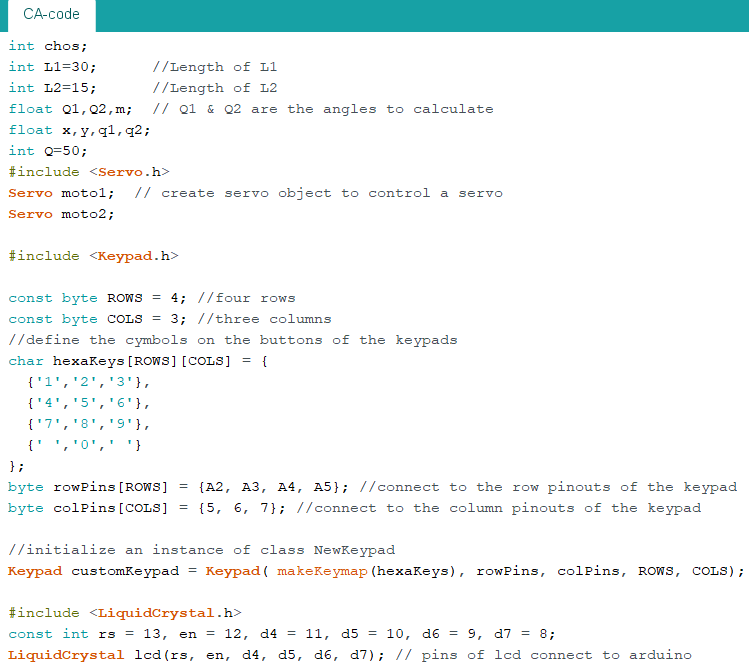 CA-code
int chos;
int L1=30;      //Length of L1
int L2=15;      //Length of L2
float Q1,Q2,m;  // Q1 & Q2 are the angles to calculate
float x,y,q1,q2;
int Q=50;
#include <Servo.h>
Servo moto1;  // create servo object to control a servo
Servo moto2;
#include <Keypad.h>
const byte ROWS = 4; //four rows
const byte COLS = 3; //three columns
//define the cymbols on the buttons of the keypads
char hexaKeys[ROWS][COLS] = {
  {'1','2','3'},
  {'4','5','6'},
  {'7','8','9'},
  {' ','0',' '}
};
byte rowPins[ROWS] = {A2, A3, A4, A5}; //connect to the row pinouts of the keypad
byte colPins[COLS] = {5, 6, 7}; //connect to the column pinouts of the keypad
//initialize an instance of class NewKeypad
Keypad customKeypad = Keypad( makeKeymap(hexaKeys), rowPins, colPins, ROWS, COLS);
#include <LiquidCrystal.h>
const int rs = 13, en = 12, d4 = 11, d5 = 10, d6 = 9, d7 = 8;
LiquidCrystal lcd(rs, en, d4, d5, d6, d7); // pins of lcd connect to arduino